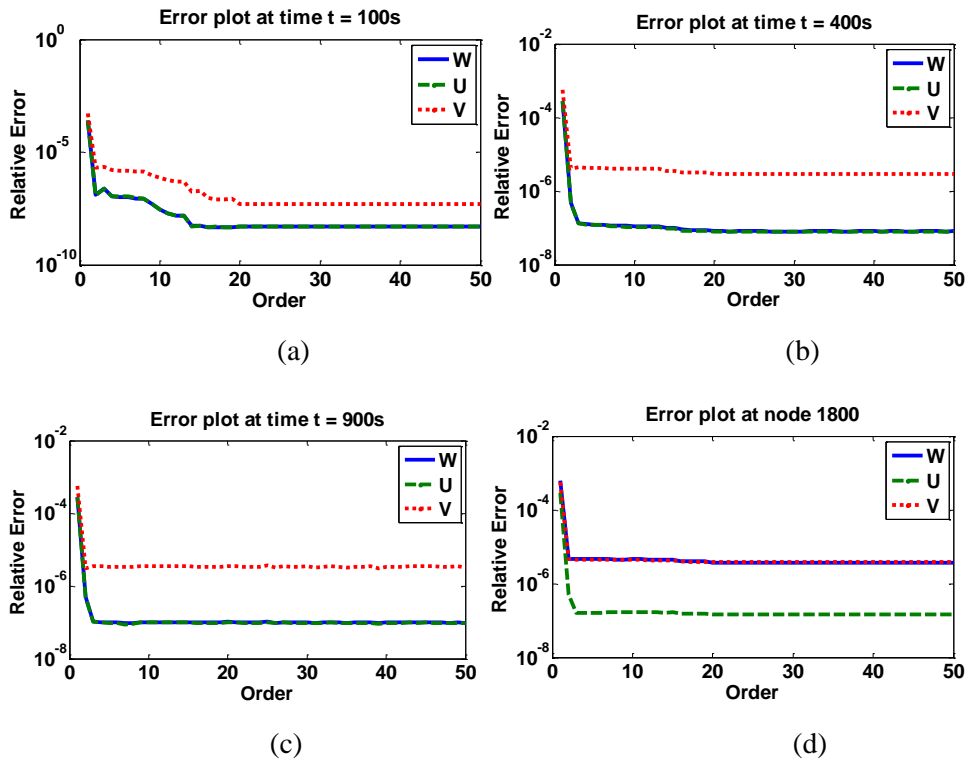 Error plot at time t = 100s
10^0
10^-5
10^-10
Relative Error
W
U
V
0 10 20 30 40 50
Order
(a)
Error plot at time t = 400s
10^-2
10^-4
10^-6
10^-8
Relative Error
W
U
V
0 10 20 30 40 50
Order
(b)
Error plot at time t = 900s
10^-2
10^-4
10^-6
10^-8
Relative Error
W
U
V
0 10 20 30 40 50
Order
(c)
Error plot at node 1800
10^-2
10^-4
10^-6
10^-8
Relative Error
W
U
V
0 10 20 30 40 50
Order
(d)